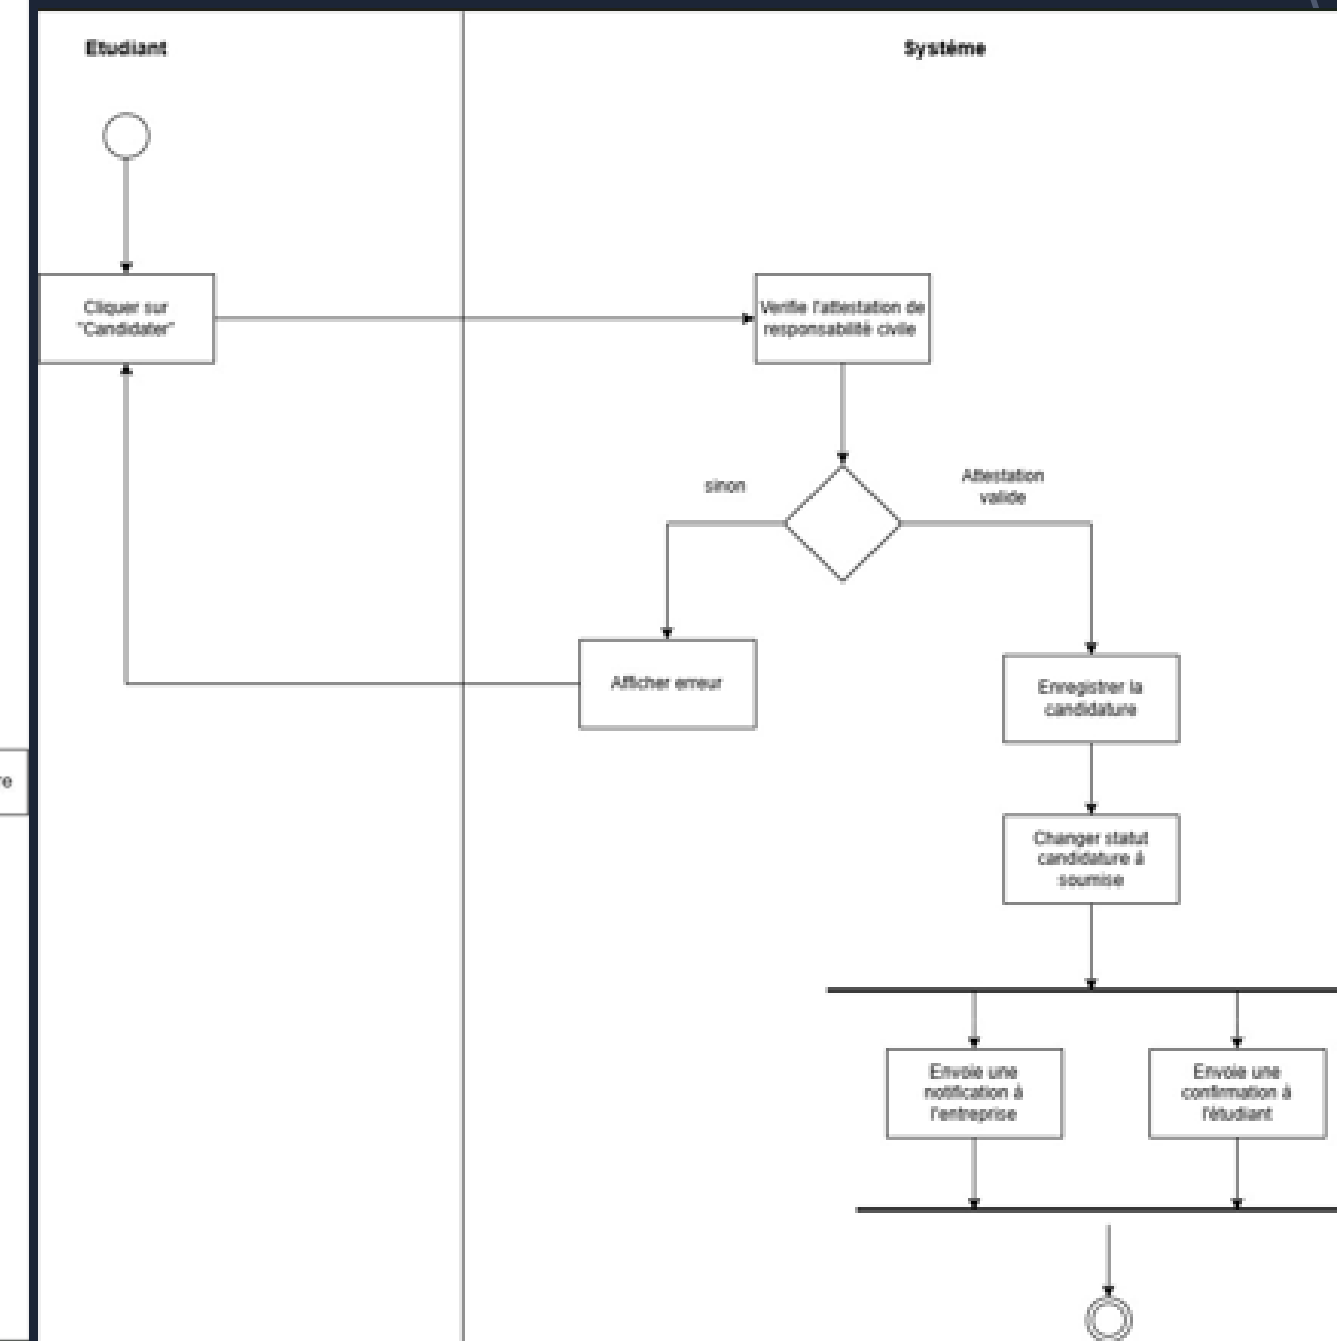 Etudiant
Système
Cliquer sur
"Candidater"
Verifie l'attestation de
responsabilité civile
sinon
Attestation
valide
Afficher erreur
Enregistrer la
candidature
re
Changer statut
candidature à
soumise
Envoie une
notification à
l'entreprise
Envoie une
confirmation à
l'étudiant